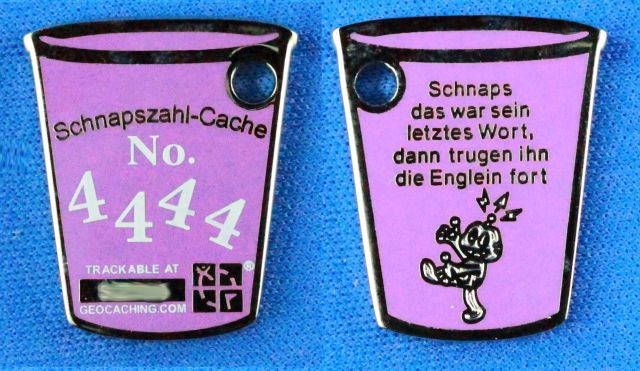 Schnapszahl-Cache
No.
4444
TRACKABLE AT
®
GEOCACHING.COM
Schnaps
das war sein
letztes Wort,
dann trugen ihn
die Englein fort